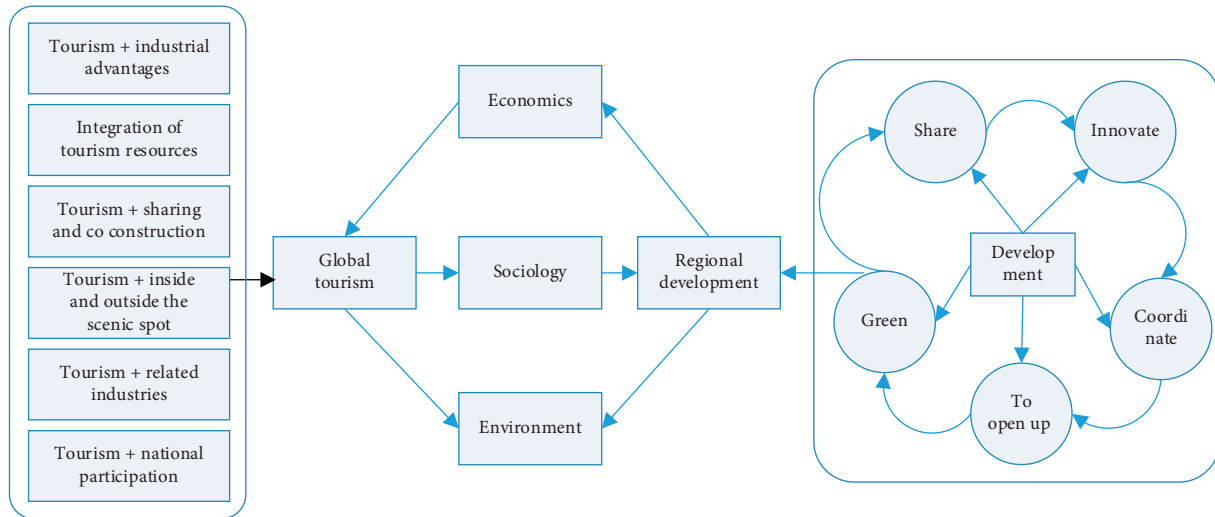 Tourism + industrial
advantages
Integration of
tourism resources
Tourism + sharing
and co construction
Tourism + inside
and outside the
scenic spot
Tourism + related
industries
Tourism + national
participation
Global
tourism
Economics
Sociology
Environment
Regional
development
Share
Innovate
Develop
ment
Green
Coordi
nate
To
open up